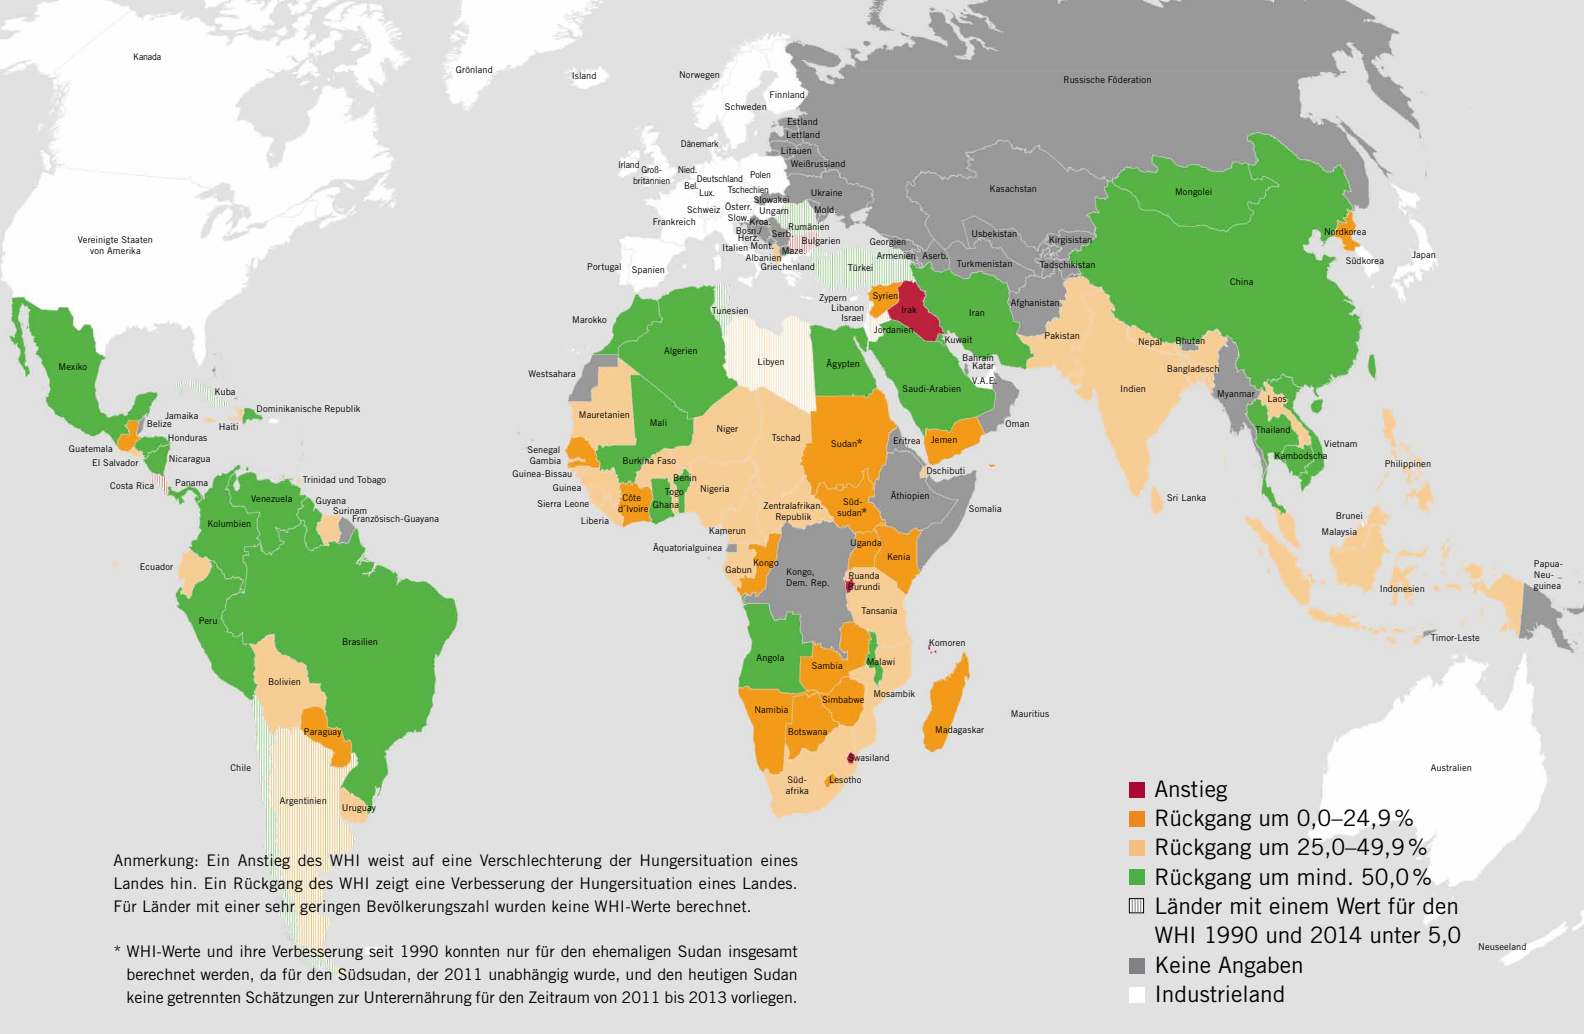 Kanada
Grönland
Island
Norwegen
Finnland
Schweden
Russische Föderation
Estland
Lettland
Litauen
Weißrussland
Dänemark
Irland
Groß-
britannien
Nied.
Bel.
Lux.
Deutschland
Polen
Tschechien
Slowakei
Ukraine
Schweiz
Österr.
Ungarn
Mold.
Frankreich
Slow.
Kroa.
Bosn./
Herz.
Serb.
Rumänien
Bulgarien
Italien
Mont.
Maze.
Albanien
Griechenland
Portugal
Spanien
Türkei
Georgien
Armenien
Aserb.
Kasachstan
Usbekistan
Turkmenistan
Kirgisistan
Tadschikistan
Mongolei
Nordkorea
Südkorea
Japan
China
Vereinigte Staaten
von Amerika
Zypern
Libanon
Israel
Syrien
Irak
Iran
Afghanistan
Jordanien
Kuwait
Bahrain
Katar
V.A.E.
Pakistan
Nepal
Bhutan
Bangladesch
Indien
Myanmar
Laos
Thailand
Kambodscha
Vietnam
Philippinen
Marokko
Tunesien
Algerien
Libyen
Ägypten
Saudi-Arabien
Oman
Jemen
Westsahara
Mauretanien
Mali
Niger
Tschad
Sudan*
Eritrea
Dschibuti
Äthiopien
Somalia
Senegal
Gambia
Guinea-Bissau
Guinea
Sierra Leone
Liberia
Côte
d'Ivoire
Burkina Faso
Ghana
Togo
Benin
Nigeria
Kamerun
Zentralafrikan.
Republik
Süd-
sudan*
Äquatorialguinea
Gabun
Kongo
Kongo,
Dem. Rep.
Uganda
Kenia
Ruanda
Burundi
Tansania
Angola
Sambia
Malawi
Komoren
Mosambik
Simbabwe
Namibia
Botswana
Madagaskar
Mauritius
Swasiland
Lesotho
Süd-
afrika
Sri Lanka
Brunei
Malaysia
Indonesien
Timor-Leste
Papua-
Neu-
guinea
Australien
Neuseeland
Mexiko
Kuba
Jamaika
Haiti
Dominikanische Republik
Belize
Honduras
Guatemala
El Salvador
Nicaragua
Costa Rica
Panama
Trinidad und Tobago
Venezuela
Guyana
Surinam
Französisch-Guayana
Kolumbien
Ecuador
Peru
Brasilien
Bolivien
Paraguay
Chile
Argentinien
Uruguay
Anstieg
Rückgang um 0,0–24,9%
Rückgang um 25,0–49,9%
Rückgang um mind. 50,0%
Länder mit einem Wert für den
WHI 1990 und 2014 unter 5,0
Keine Angaben
Industrieland
Anmerkung: Ein Anstieg des WHI weist auf eine Verschlechterung der Hungersituation eines
Landes hin. Ein Rückgang des WHI zeigt eine Verbesserung der Hungersituation eines Landes.
Für Länder mit einer sehr geringen Bevölkerungszahl wurden keine WHI-Werte berechnet.
* WHI-Werte und ihre Verbesserung seit 1990 konnten nur für den ehemaligen Sudan insgesamt
berechnet werden, da für den Südsudan, der 2011 unabhängig wurde, und den heutigen Sudan
keine getrennten Schätzungen zur Unterernährung für den Zeitraum von 2011 bis 2013 vorliegen.